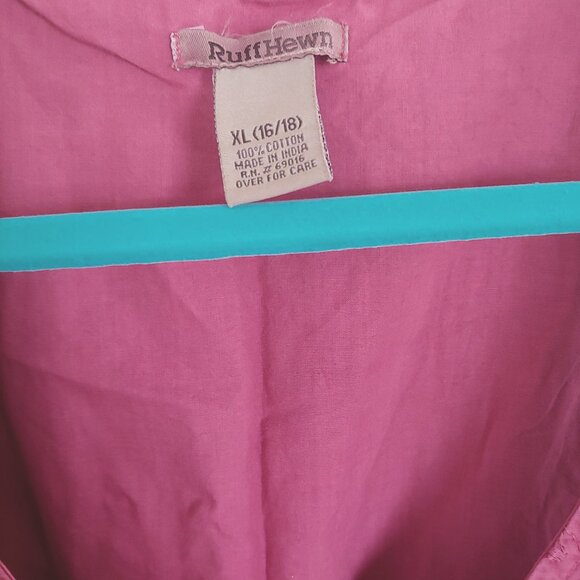 RuffHewn
XL (16/18)
100% COTTON
MADE IN INDIA
R.N. # 69016
OVER FOR CARE